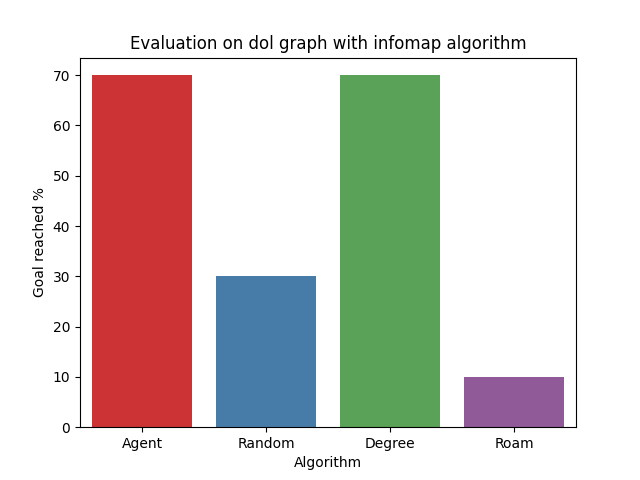 Evaluation on dol graph with infomap algorithm
70
60
50
40
30
20
10
0
Goal reached %
Agent Random Degree Roam
Algorithm